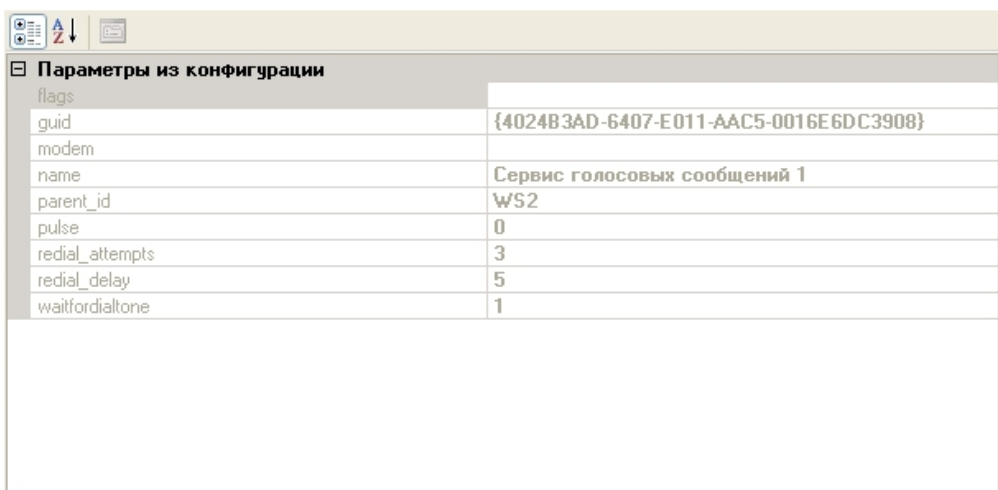 Параметры из конфигурации
flags
guid {4024B3AD-6407-E011-AAC5-0016E6DC3908}
modem
name Сервис голосовых сообщений 1
parent_id WS2
pulse 0
redial_attempts 3
redial_delay 5
waitfordialtone 1